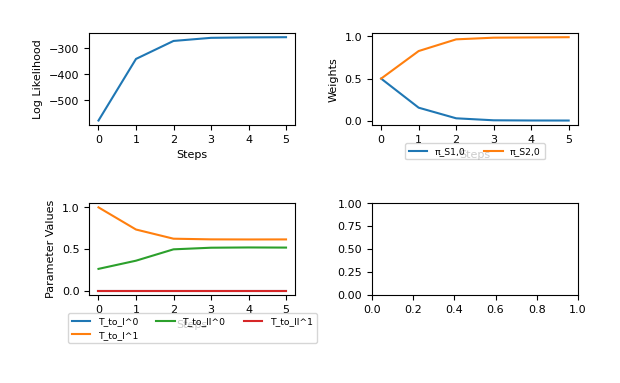 Log Likelihood
−300
−400
−500
0 1 2 3 4 5
Steps
Weights
1.0
0.5
0.0
0 1 2 3 4 5
Steps
π_S1,0 π_S2,0
Parameter Values
1.0
0.5
0.0
0 1 2 3 4 5
Steps
T_to_I^0 T_to_II^0 T_to_II^1
T_to_I^1
1.00
0.75
0.50
0.25
0.00
0.0 0.2 0.4 0.6 0.8 1.0